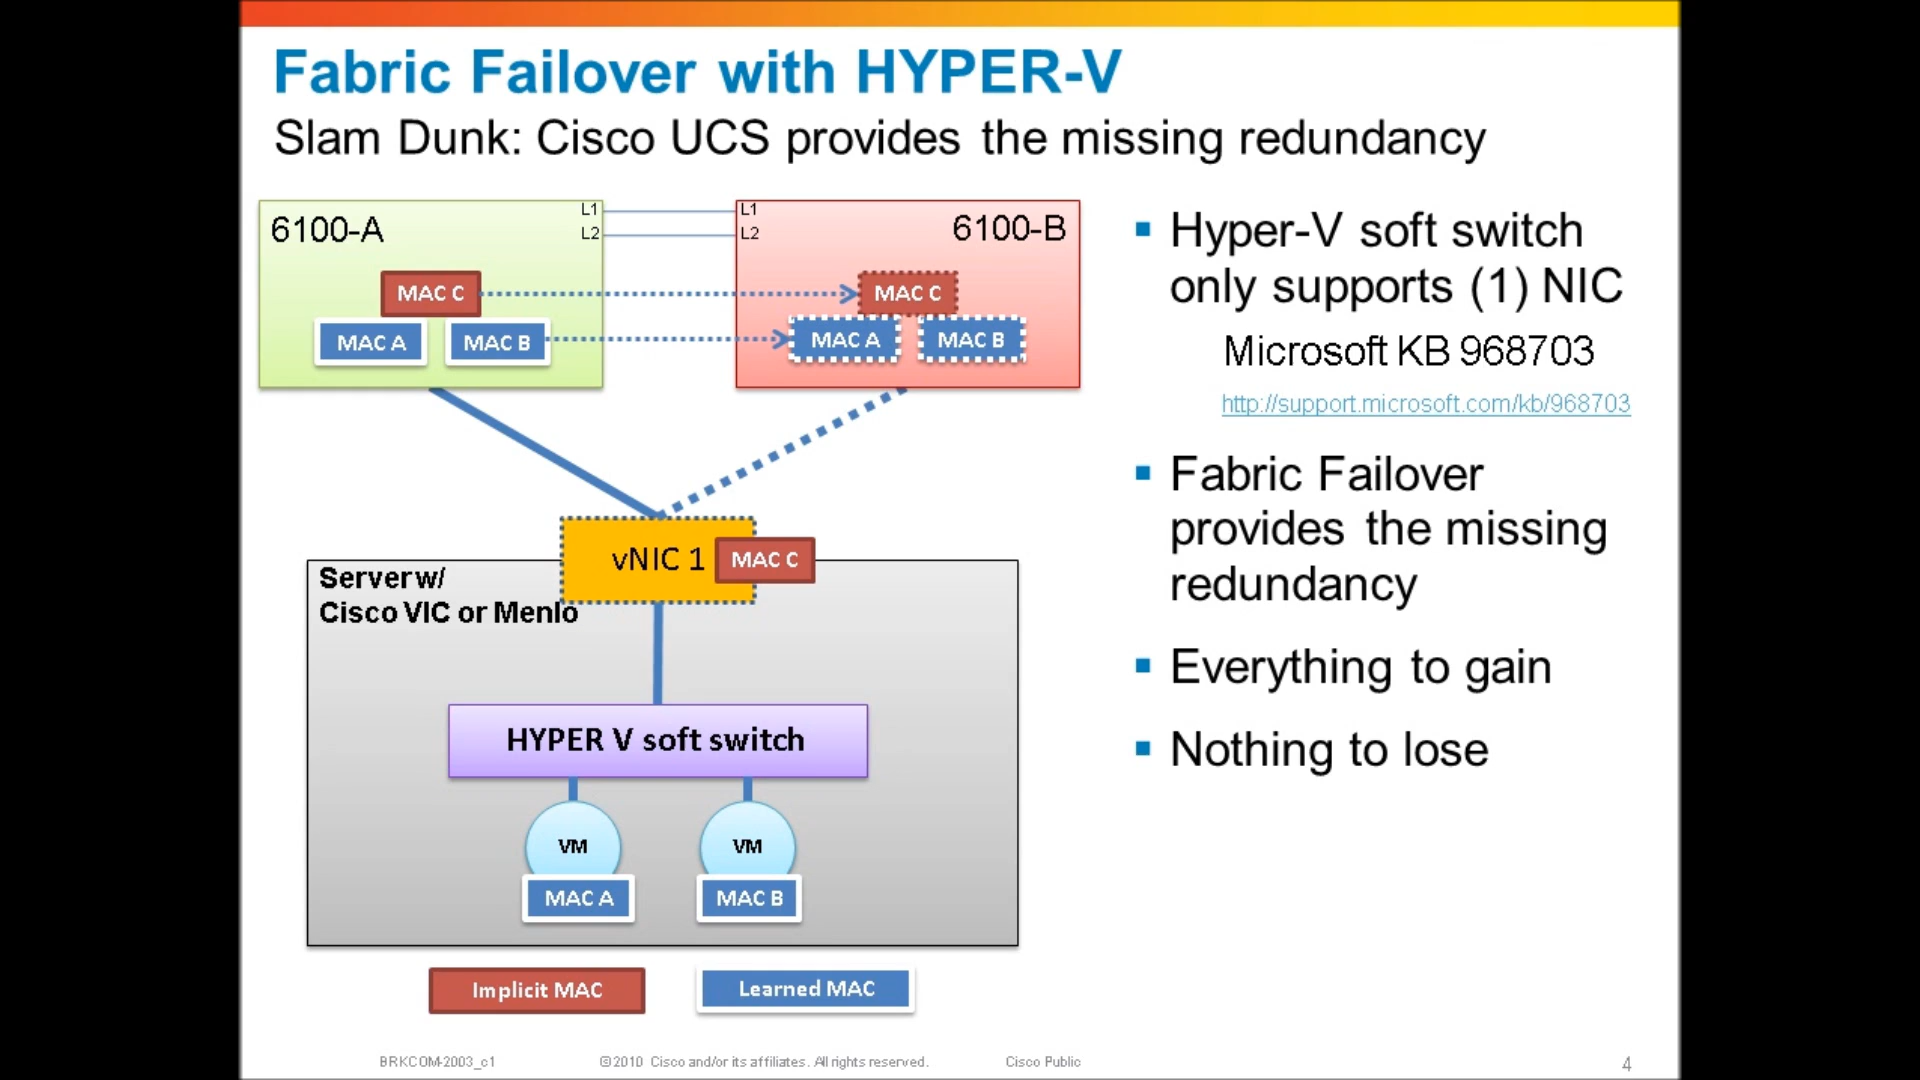 Fabric Failover with HYPER-V
Slam Dunk: Cisco UCS provides the missing redundancy
6100-A
L1
L2
L1
L2
6100-B
MAC C
MAC A
MAC B
MAC C
MAC A
MAC B
vNIC 1
MAC C
Server w/
Cisco VIC or Menlo
HYPER V soft switch
VM
VM
MAC A
MAC B
Implicit MAC
Learned MAC
Hyper-V soft switch
only supports (1) NIC
Microsoft KB 968703
http://support.microsoft.com/kb/968703
Fabric Failover
provides the missing
redundancy
Everything to gain
Nothing to lose
BRKCOM-2003_c1
©2010 Cisco and/or its affiliates. All rights reserved.
Cisco Public
4